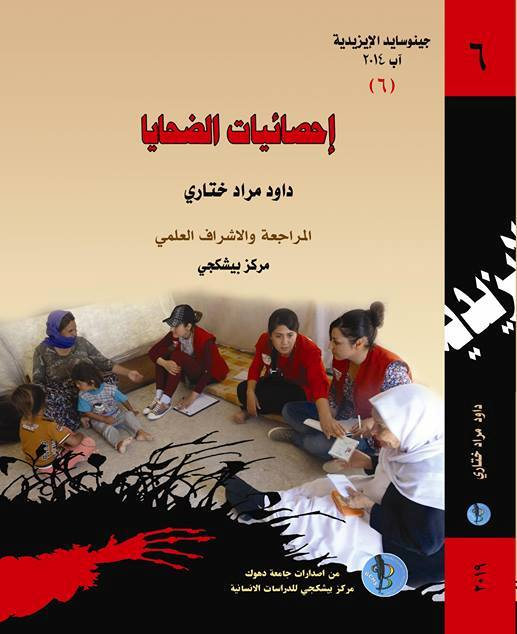 جينوسايد الإيزيدية
آب ٢٠١٤
(٦)
إحصائيات الضحايا
داود مراد ختاري
المراجعة والاشراف العلمي
مركز بيشكجي
من اصدارات جامعة دهوك
مركز بيشكجي للدراسات الانسانية
٦
داود مراد ختاري
٢٠١٩